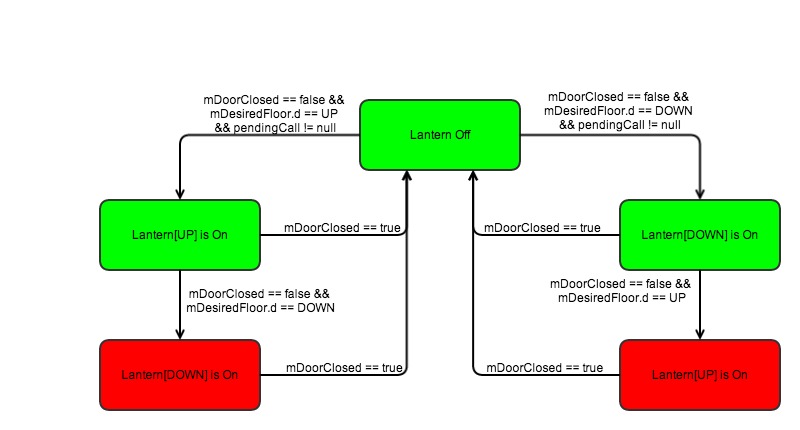 mDoorClosed == false &&
mDesiredFloor.d == UP
&& pendingCall != null
Lantern Off
mDoorClosed == false &&
mDesiredFloor.d == DOWN
&& pendingCall != null
Lantern[UP] is On
mDoorClosed == true
mDoorClosed == true
Lantern[DOWN] is On
mDoorClosed == false &&
mDesiredFloor.d == DOWN
mDoorClosed == false &&
mDesiredFloor.d == UP
Lantern[DOWN] is On
mDoorClosed == true
mDoorClosed == true
Lantern[UP] is On